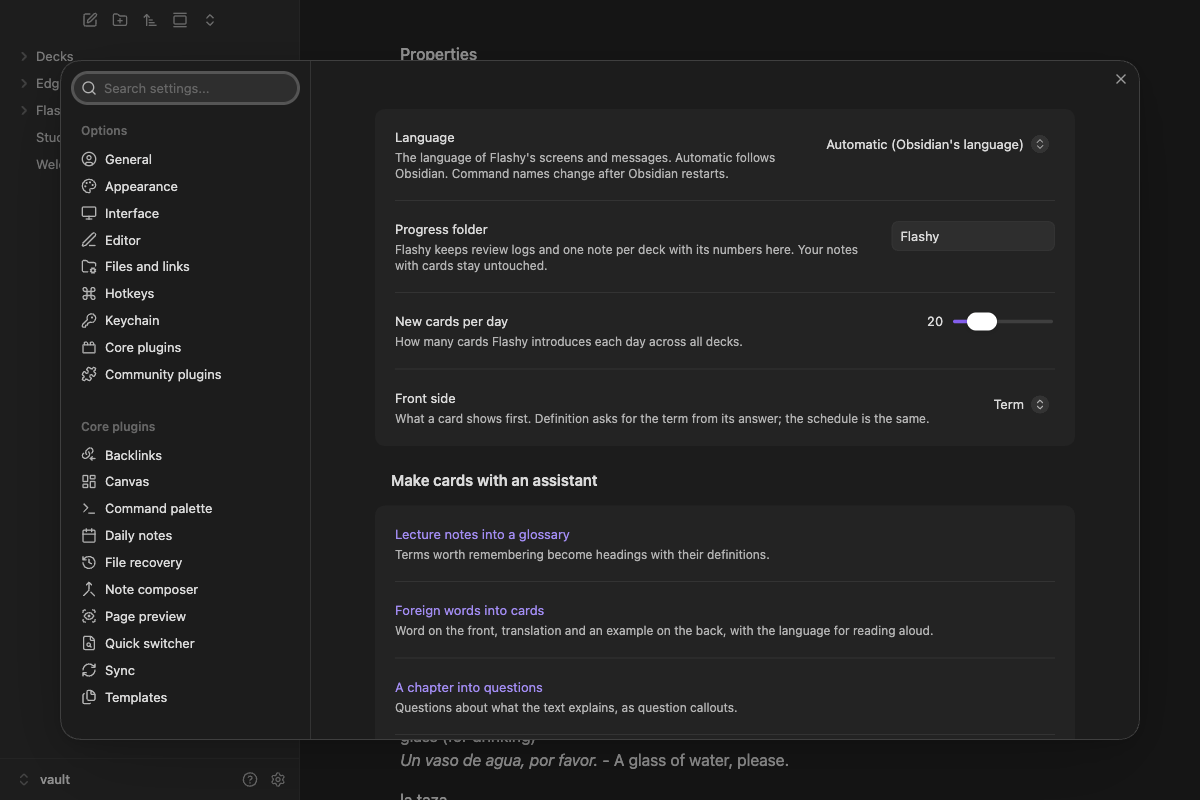 Properties
Decks
Edg
Flas
Stud
Welc
Search settings...
Options
General
Appearance
Interface
Editor
Files and links
Hotkeys
Keychain
Core plugins
Community plugins
Core plugins
Backlinks
Canvas
Command palette
Daily notes
File recovery
Note composer
Page preview
Quick switcher
Sync
Templates
Language
The language of Flashy's screens and messages. Automatic follows
Obsidian. Command names change after Obsidian restarts.
Automatic (Obsidian's language)
Progress folder
Flashy keeps review logs and one note per deck with its numbers here. Your notes
with cards stay untouched.
Flashy
New cards per day
How many cards Flashy introduces each day across all decks.
20
Front side
What a card shows first. Definition asks for the term from its answer; the schedule is the same.
Term
Make cards with an assistant
Lecture notes into a glossary
Terms worth remembering become headings with their definitions.
Foreign words into cards
Word on the front, translation and an example on the back, with the language for reading aloud.
A chapter into questions
Questions about what the text explains, as question callouts.
glass (for drinking)
Un vaso de agua, por favor. - A glass of water, please.
la taza
vault